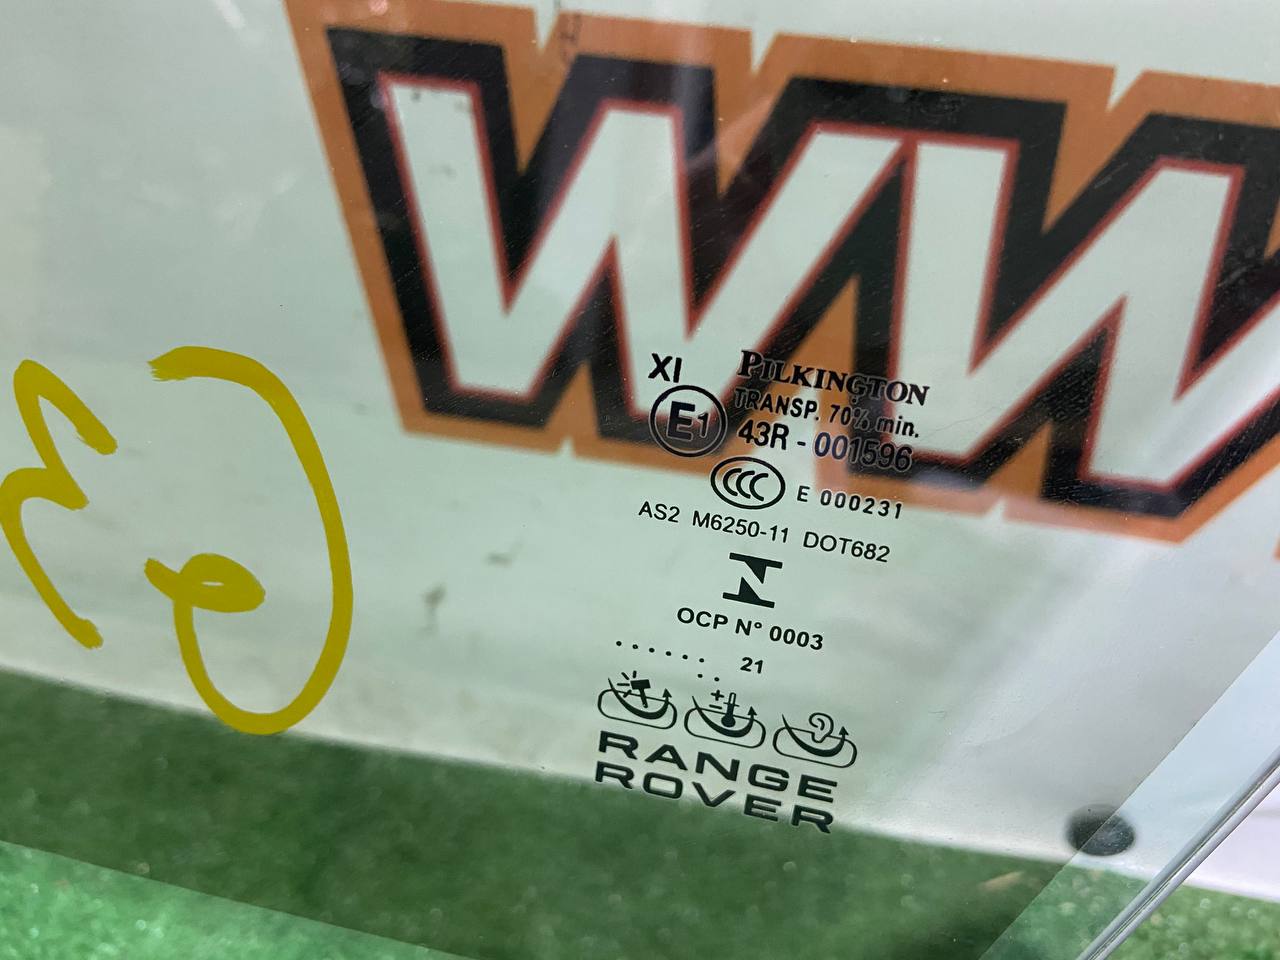 WW
XI
PILKINGTON
TRANSP. 70% min.
E1
43R - 001596
CCC E 000231
AS2 M6250-11 DOT682
OCP N° 0003
. . . . . . . . 21
RANGE
ROVER